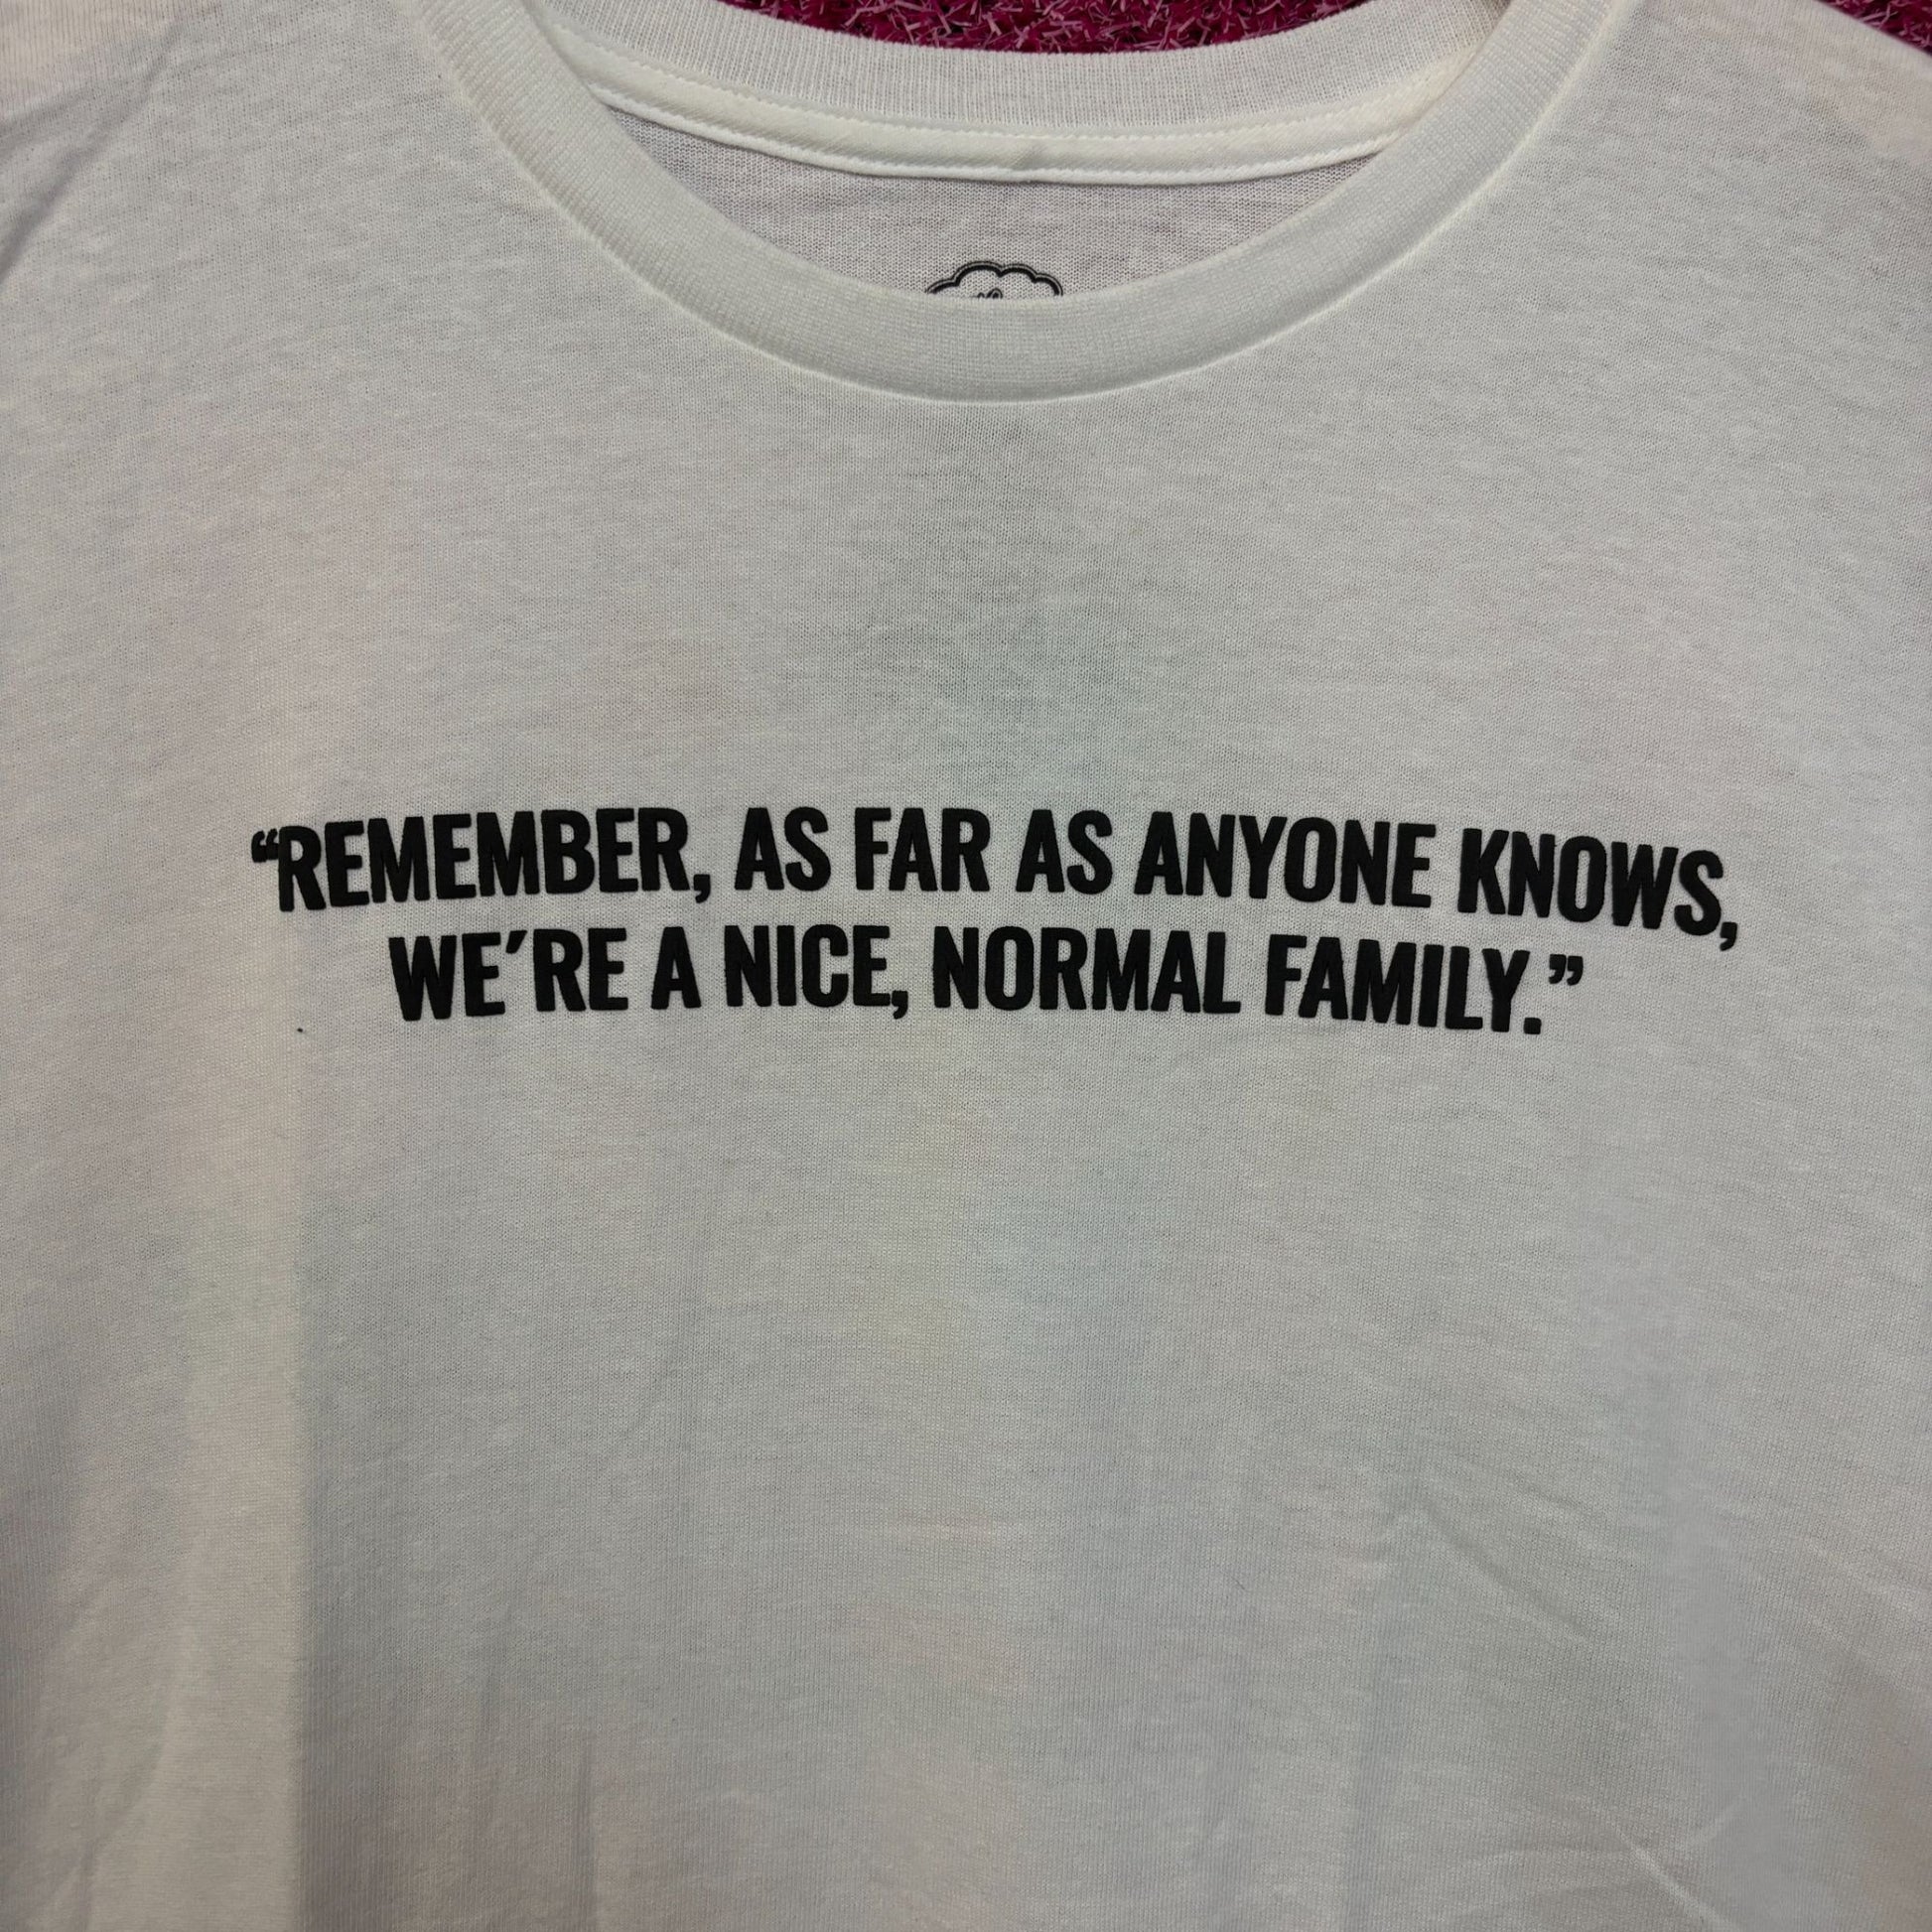 “REMEMBER, AS FAR AS ANYONE KNOWS,
WE´RE A NICE, NORMAL FAMILY.”